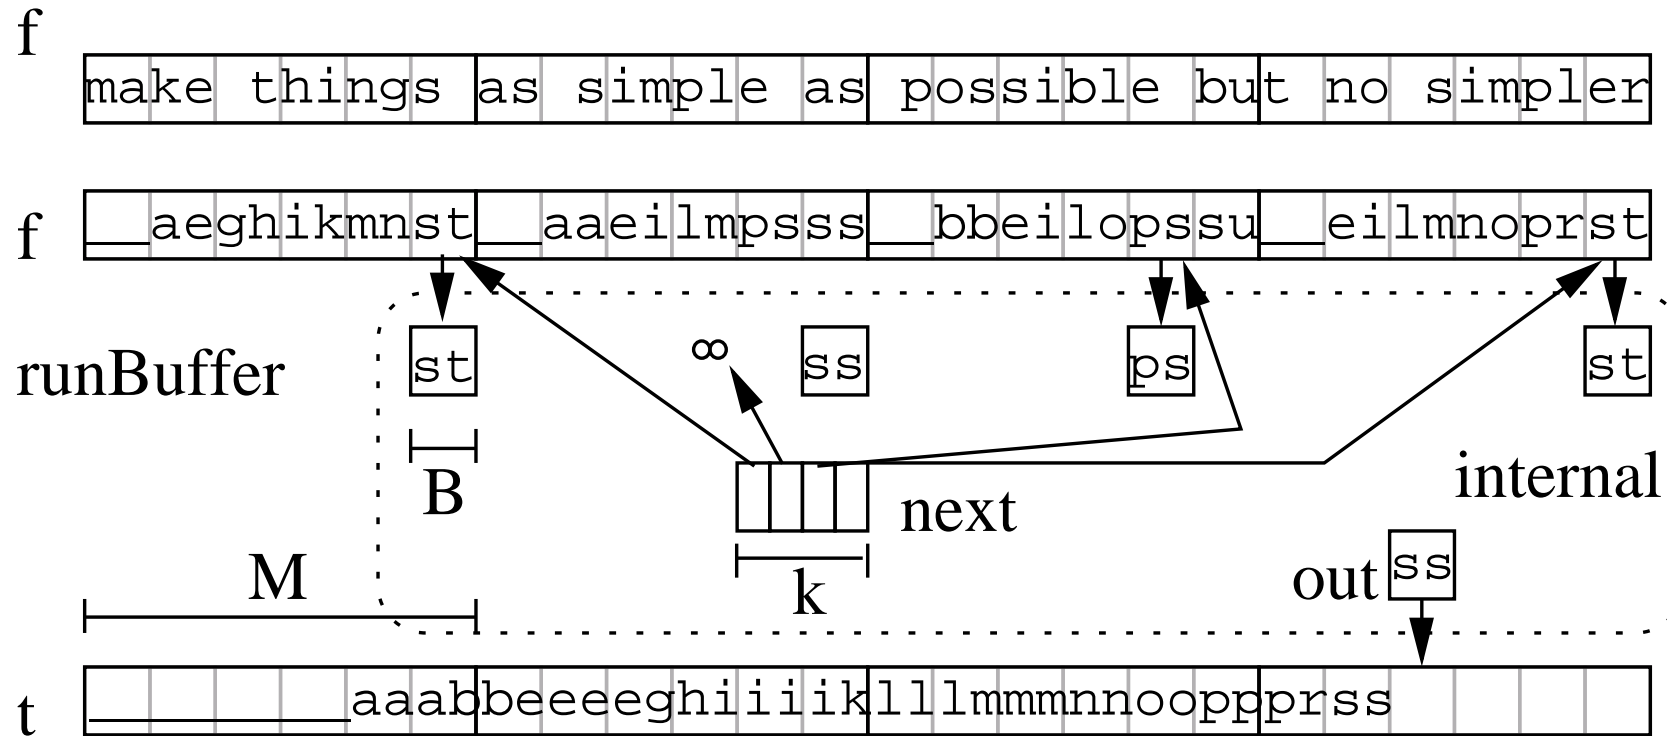 f
make things as simple as possible but no simpler
f
__aeghikmnst__aaeilmpsss__bbeilopssu__eilmnoprst
runBuffer st ∞ ss ps st
B next internal
M k out ss
t ________aaabbeeeeghiiiiklllmmmnnooppprss